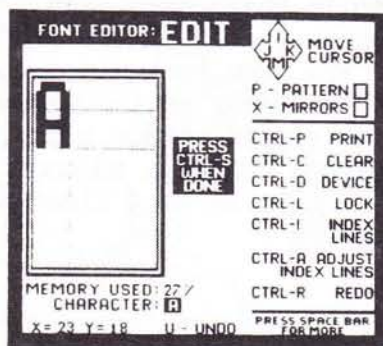 FONT EDITOR: EDIT
I
J K
M
MOVE
CURSOR
P - PATTERN
X - MIRRORS
A
PRESS
CTRL-S
WHEN
DONE
CTRL-P PRINT
CTRL-C CLEAR
CTRL-D DEVICE
CTRL-L LOCK
CTRL-I INDEX
LINES
CTRL-A ADJUST
INDEX LINES
CTRL-R REDO
MEMORY USED: 27%
CHARACTER: A
X= 23 Y= 18 U - UNDO
PRESS SPACE BAR
FOR MORE